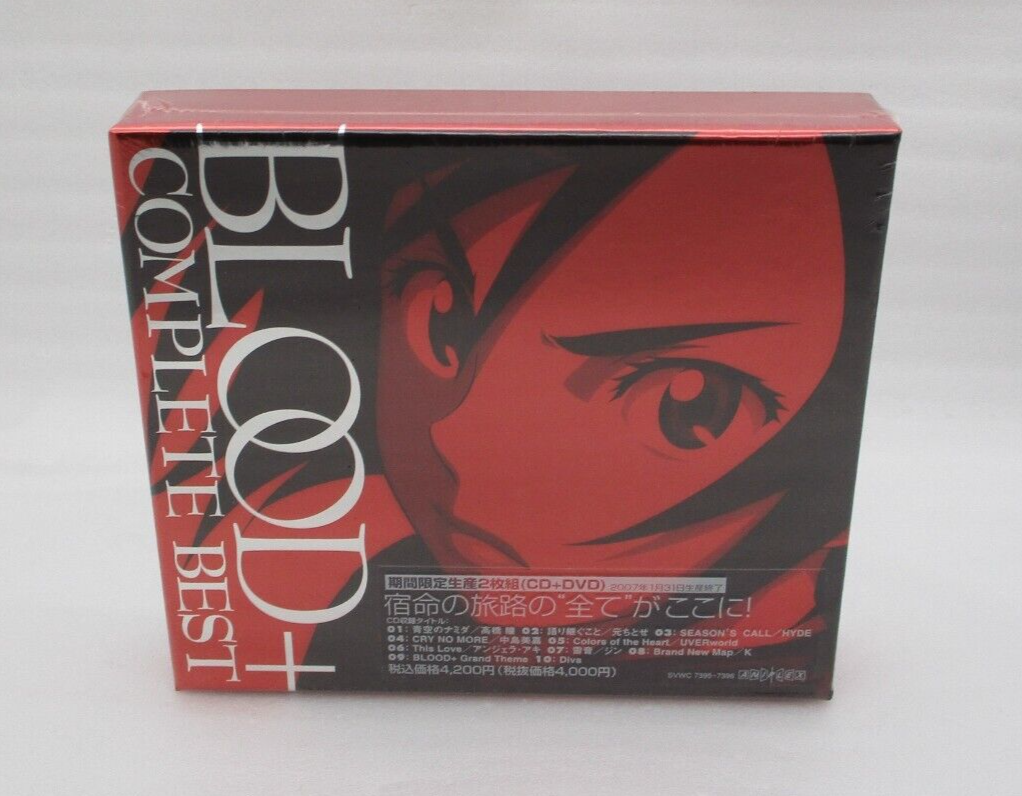 BLOOD+
COMPLETE BEST
期間限定生産2枚組(CD+DVD) 2007年1月31日生産終了
宿命の旅路の"全て"がここに!
CD収録タイトル:
01: 青空のナミダ/高橋 瞳 02: 語り継ぐこと/元ちとせ 03: SEASON'S CALL/HYDE
04: CRY NO MORE/中島美嘉 05: Colors of the Heart/UVERworld
06: This Love/アンジェラ・アキ 07: 雷音/ジン 08: Brand New Map/K
09: BLOOD+ Grand Theme 10: Diva
税込価格4,200円(税抜価格4,000円)
SVWC 7395-7396 ANIPLEX